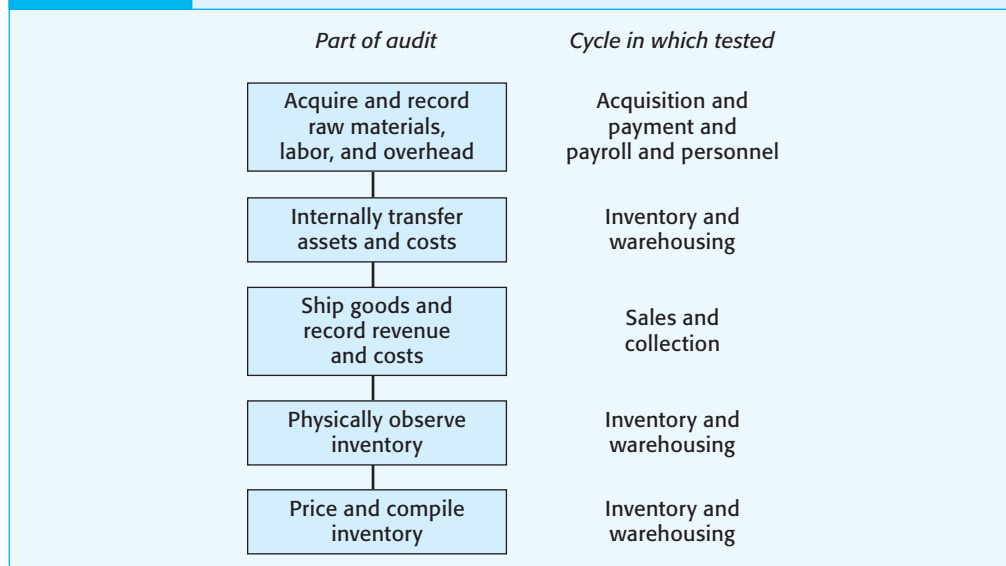 Part of audit
Cycle in which tested
Acquire and record
raw materials,
labor, and overhead
Acquisition and
payment and
payroll and personnel
Internally transfer
assets and costs
Inventory and
warehousing
Ship goods and
record revenue
and costs
Sales and
collection
Physically observe
inventory
Inventory and
warehousing
Price and compile
inventory
Inventory and
warehousing